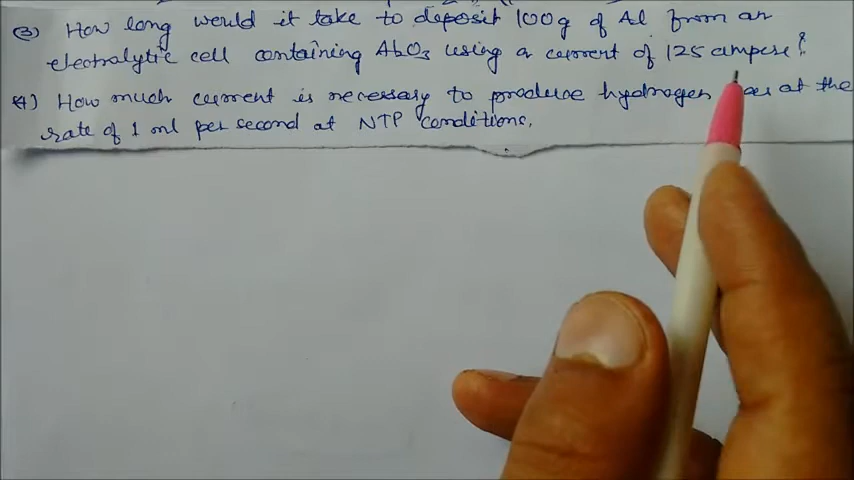 (3) How long would it take to deposit 100g of Al from an
electrolytic cell containing Al2O3 using a current of 125 ampere?
(4) How much current is necessary to produce hydrogen at the
rate of 1 ml per second at NTP conditions.